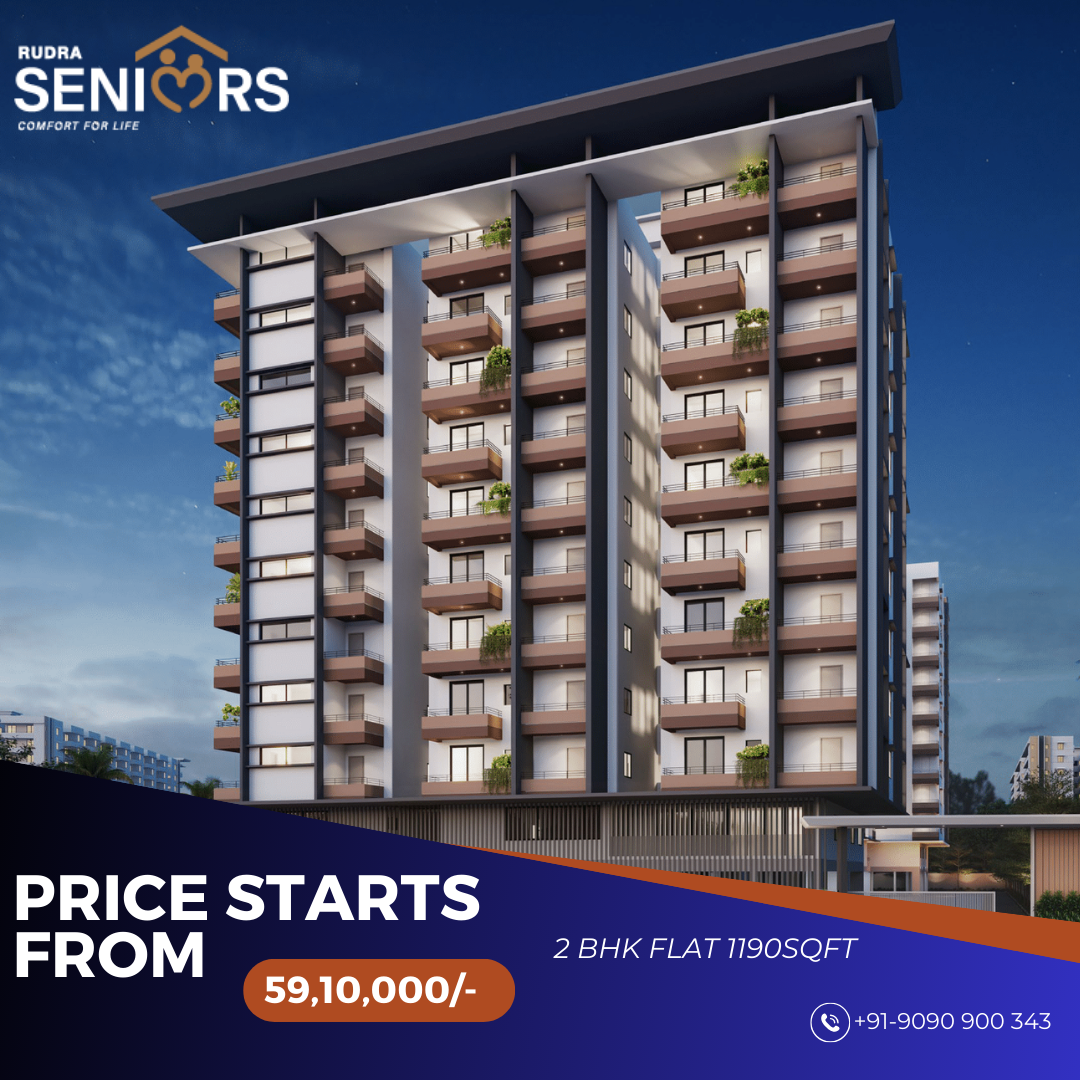 RUDRA
SENIORS
COMFORT FOR LIFE
PRICE STARTS
FROM
59,10,000/-
2 BHK FLAT 1190SQFT
+91-9090 900 343